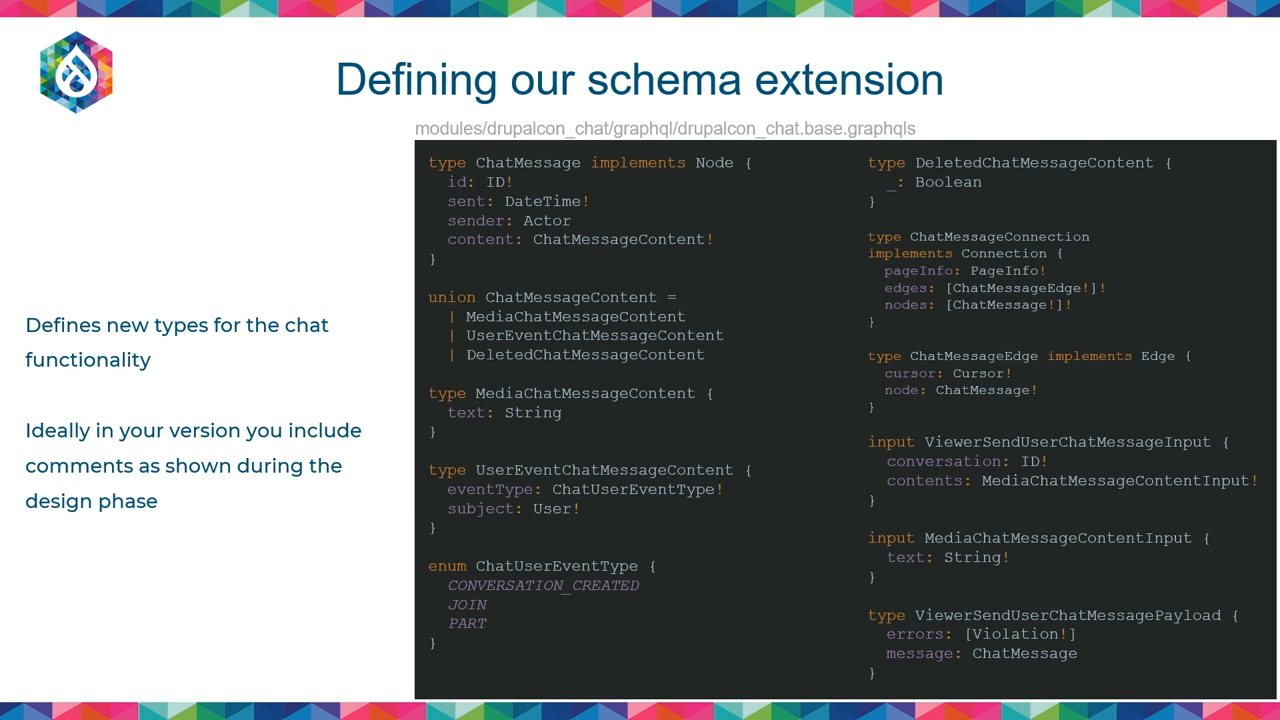 Defining our schema extension
modules/drupalcon_chat/graphql/drupalcon_chat.base.graphqls
Defines new types for the chat
functionality
Ideally in your version you include
comments as shown during the
design phase
type ChatMessage implements Node {
  id: ID!
  sent: DateTime!
  sender: Actor
  content: ChatMessageContent!
}
union ChatMessageContent =
  | MediaChatMessageContent
  | UserEventChatMessageContent
  | DeletedChatMessageContent
type MediaChatMessageContent {
  text: String
}
type UserEventChatMessageContent {
  eventType: ChatUserEventType!
  subject: User!
}
enum ChatUserEventType {
  CONVERSATION_CREATED
  JOIN
  PART
}
type DeletedChatMessageContent {
  _: Boolean
}
type ChatMessageConnection
implements Connection {
  pageInfo: PageInfo!
  edges: [ChatMessageEdge!]!
  nodes: [ChatMessage!]!
}
type ChatMessageEdge implements Edge {
  cursor: Cursor!
  node: ChatMessage!
}
input ViewerSendUserChatMessageInput {
  conversation: ID!
  contents: MediaChatMessageContentInput!
}
input MediaChatMessageContentInput {
  text: String!
}
type ViewerSendUserChatMessagePayload {
  errors: [Violation!]
  message: ChatMessage
}